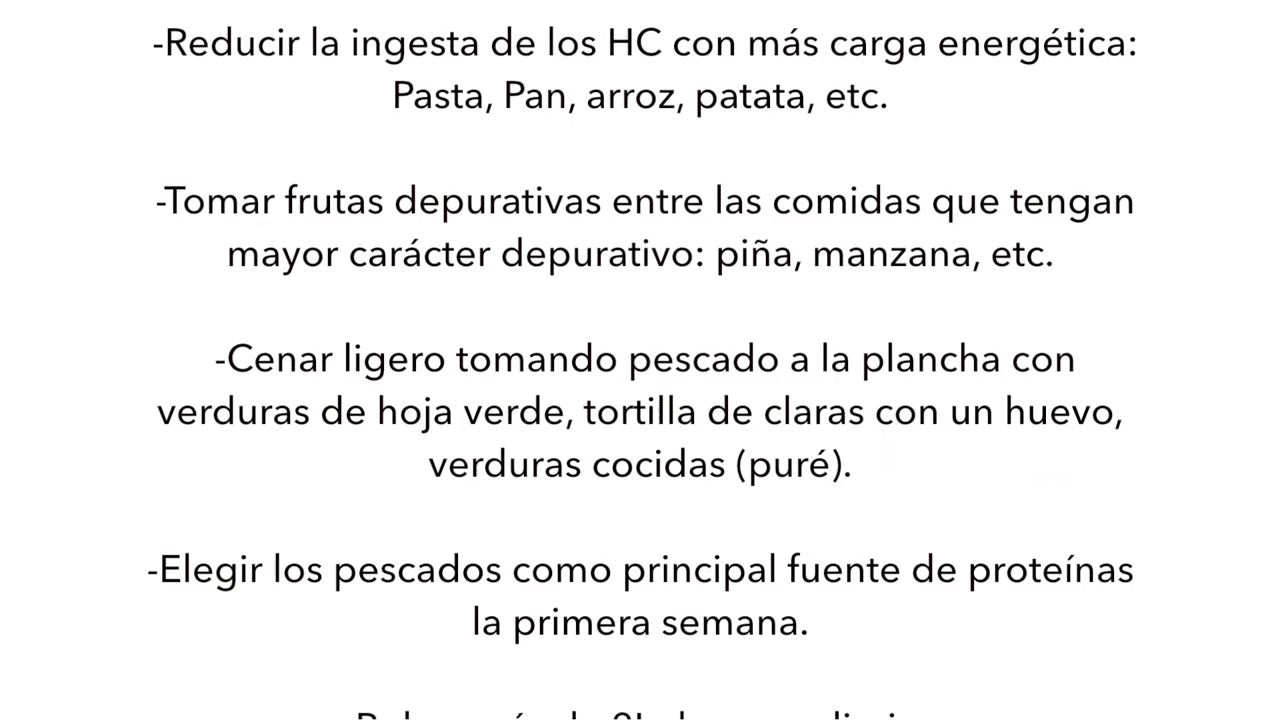 -Reducir la ingesta de los HC con más carga energética:
Pasta, Pan, arroz, patata, etc.
-Tomar frutas depurativas entre las comidas que tengan
mayor carácter depurativo: piña, manzana, etc.
-Cenar ligero tomando pescado a la plancha con
verduras de hoja verde, tortilla de claras con un huevo,
verduras cocidas (puré).
-Elegir los pescados como principal fuente de proteínas
la primera semana.